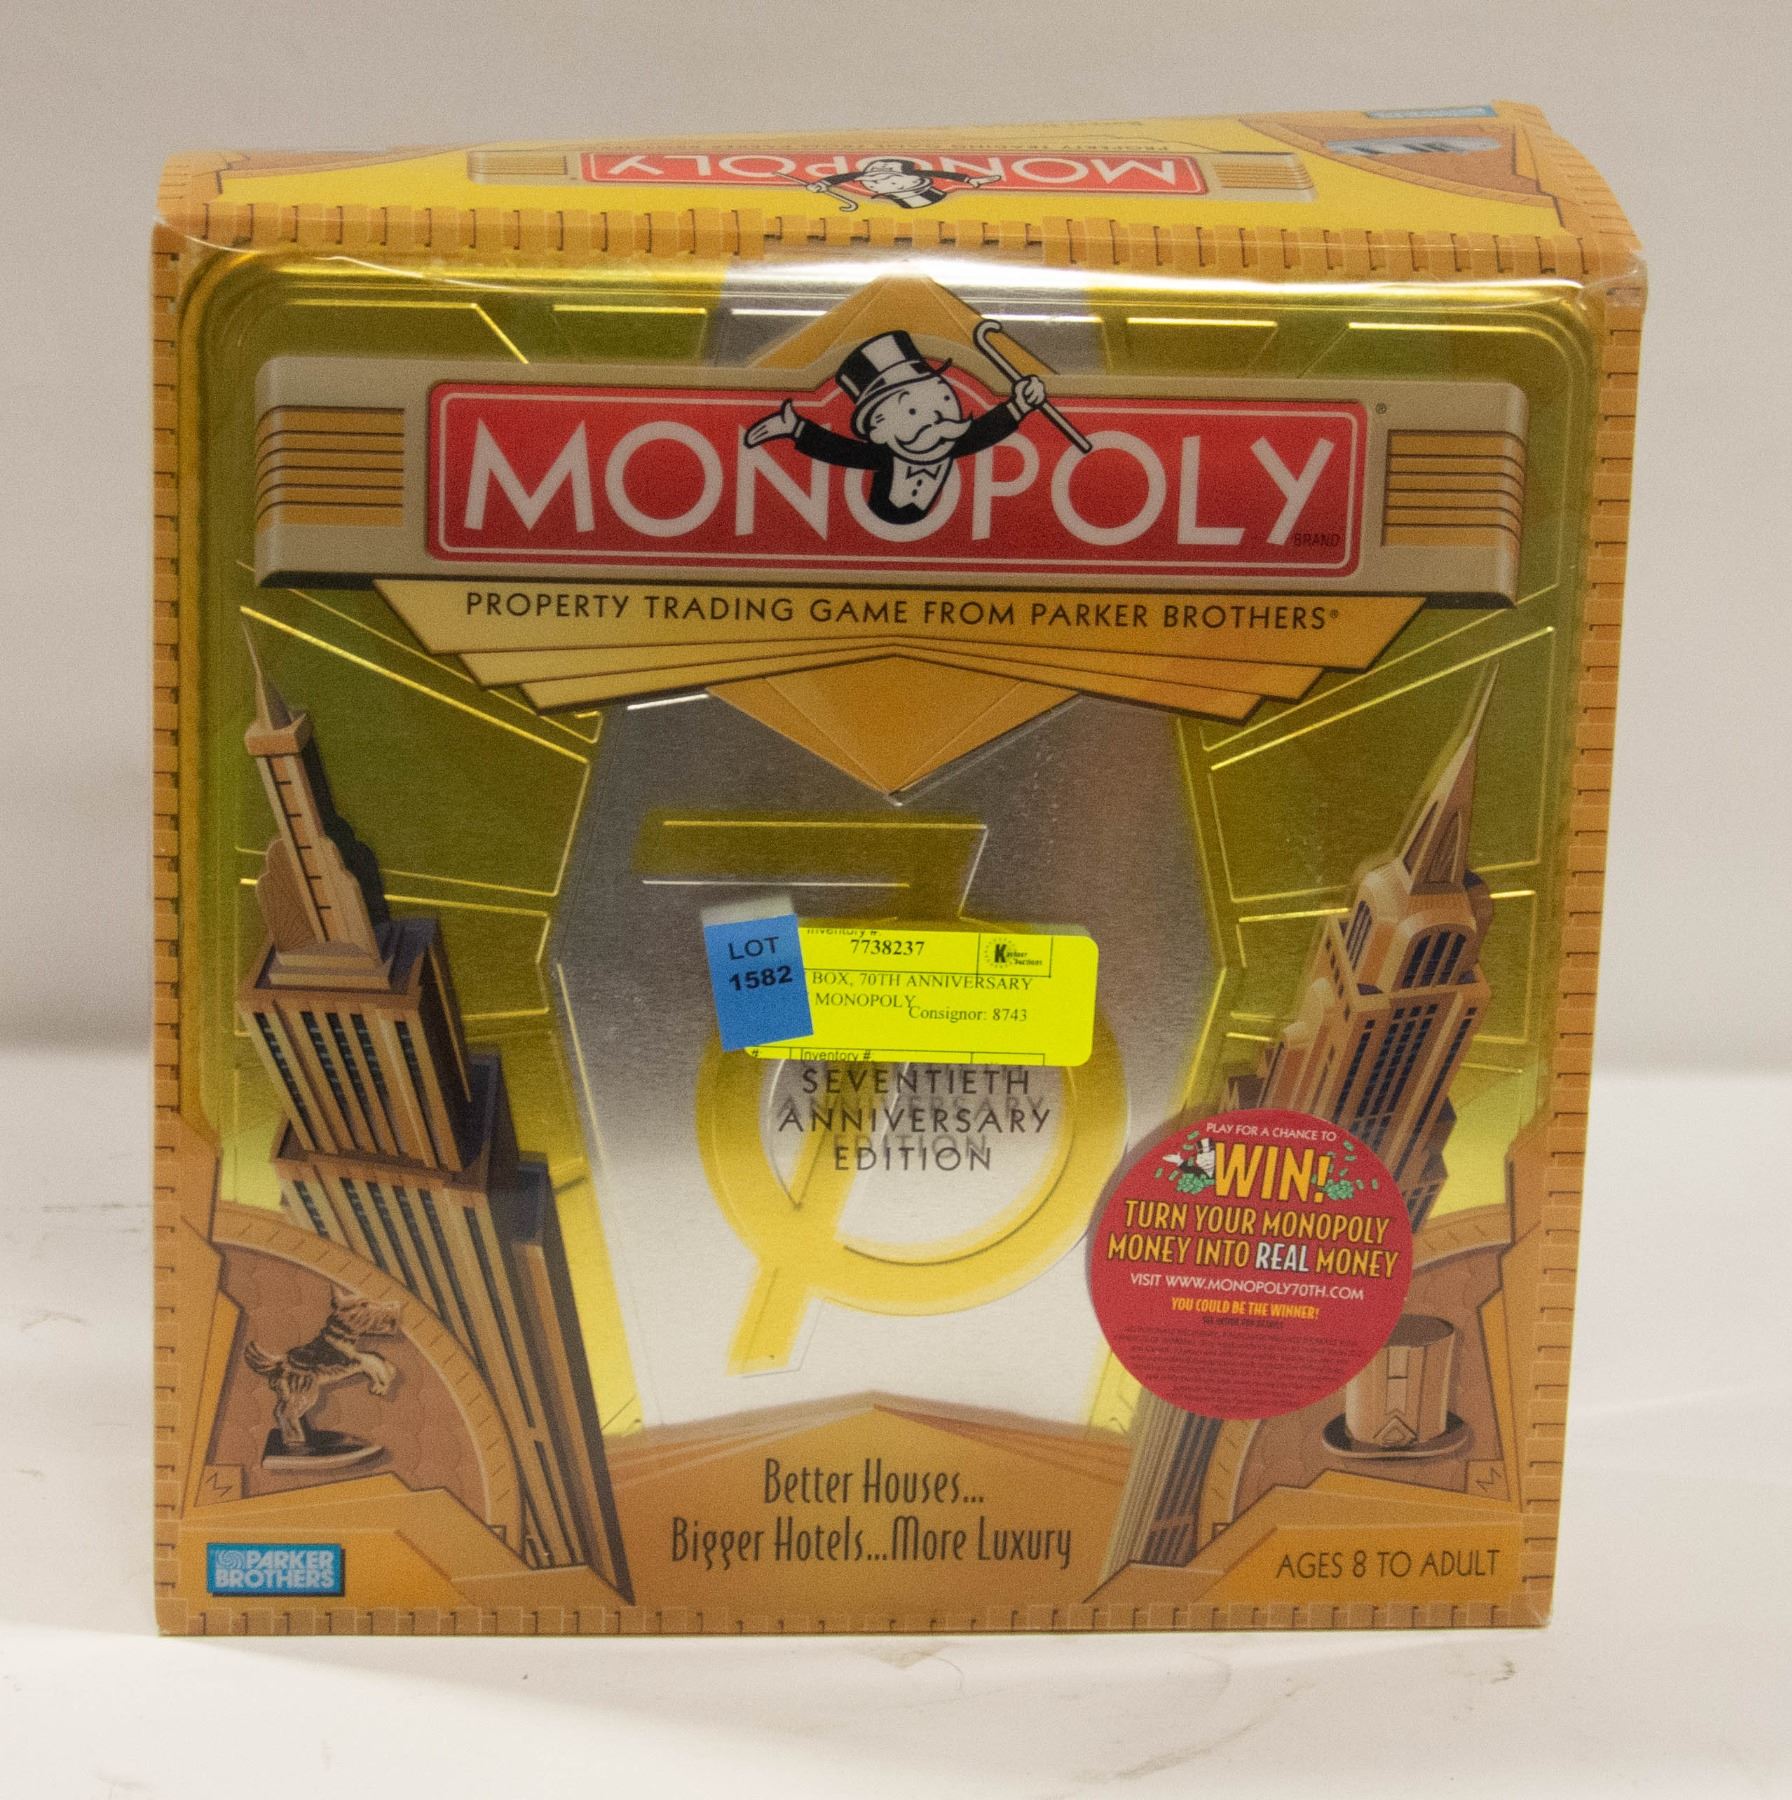 MONOPOLY
MONOPOLY
®
BRAND
PROPERTY TRADING GAME FROM PARKER BROTHERS®
70
LOT
1582
Inventory #:
7738237
BOX, 70TH ANNIVERSARY
MONOPOLY
Consignor: 8743
#:
Inventory #
SEVENTIETH
ANNIVERSARY
EDITION
PLAY FOR A CHANCE TO
WIN!
TURN YOUR MONOPOLY
MONEY INTO REAL MONEY
VISIT WWW.MONOPOLY70TH.COM
YOU COULD BE THE WINNER!
Better Houses...
Bigger Hotels...More Luxury
PARKER
BROTHERS
AGES 8 TO ADULT